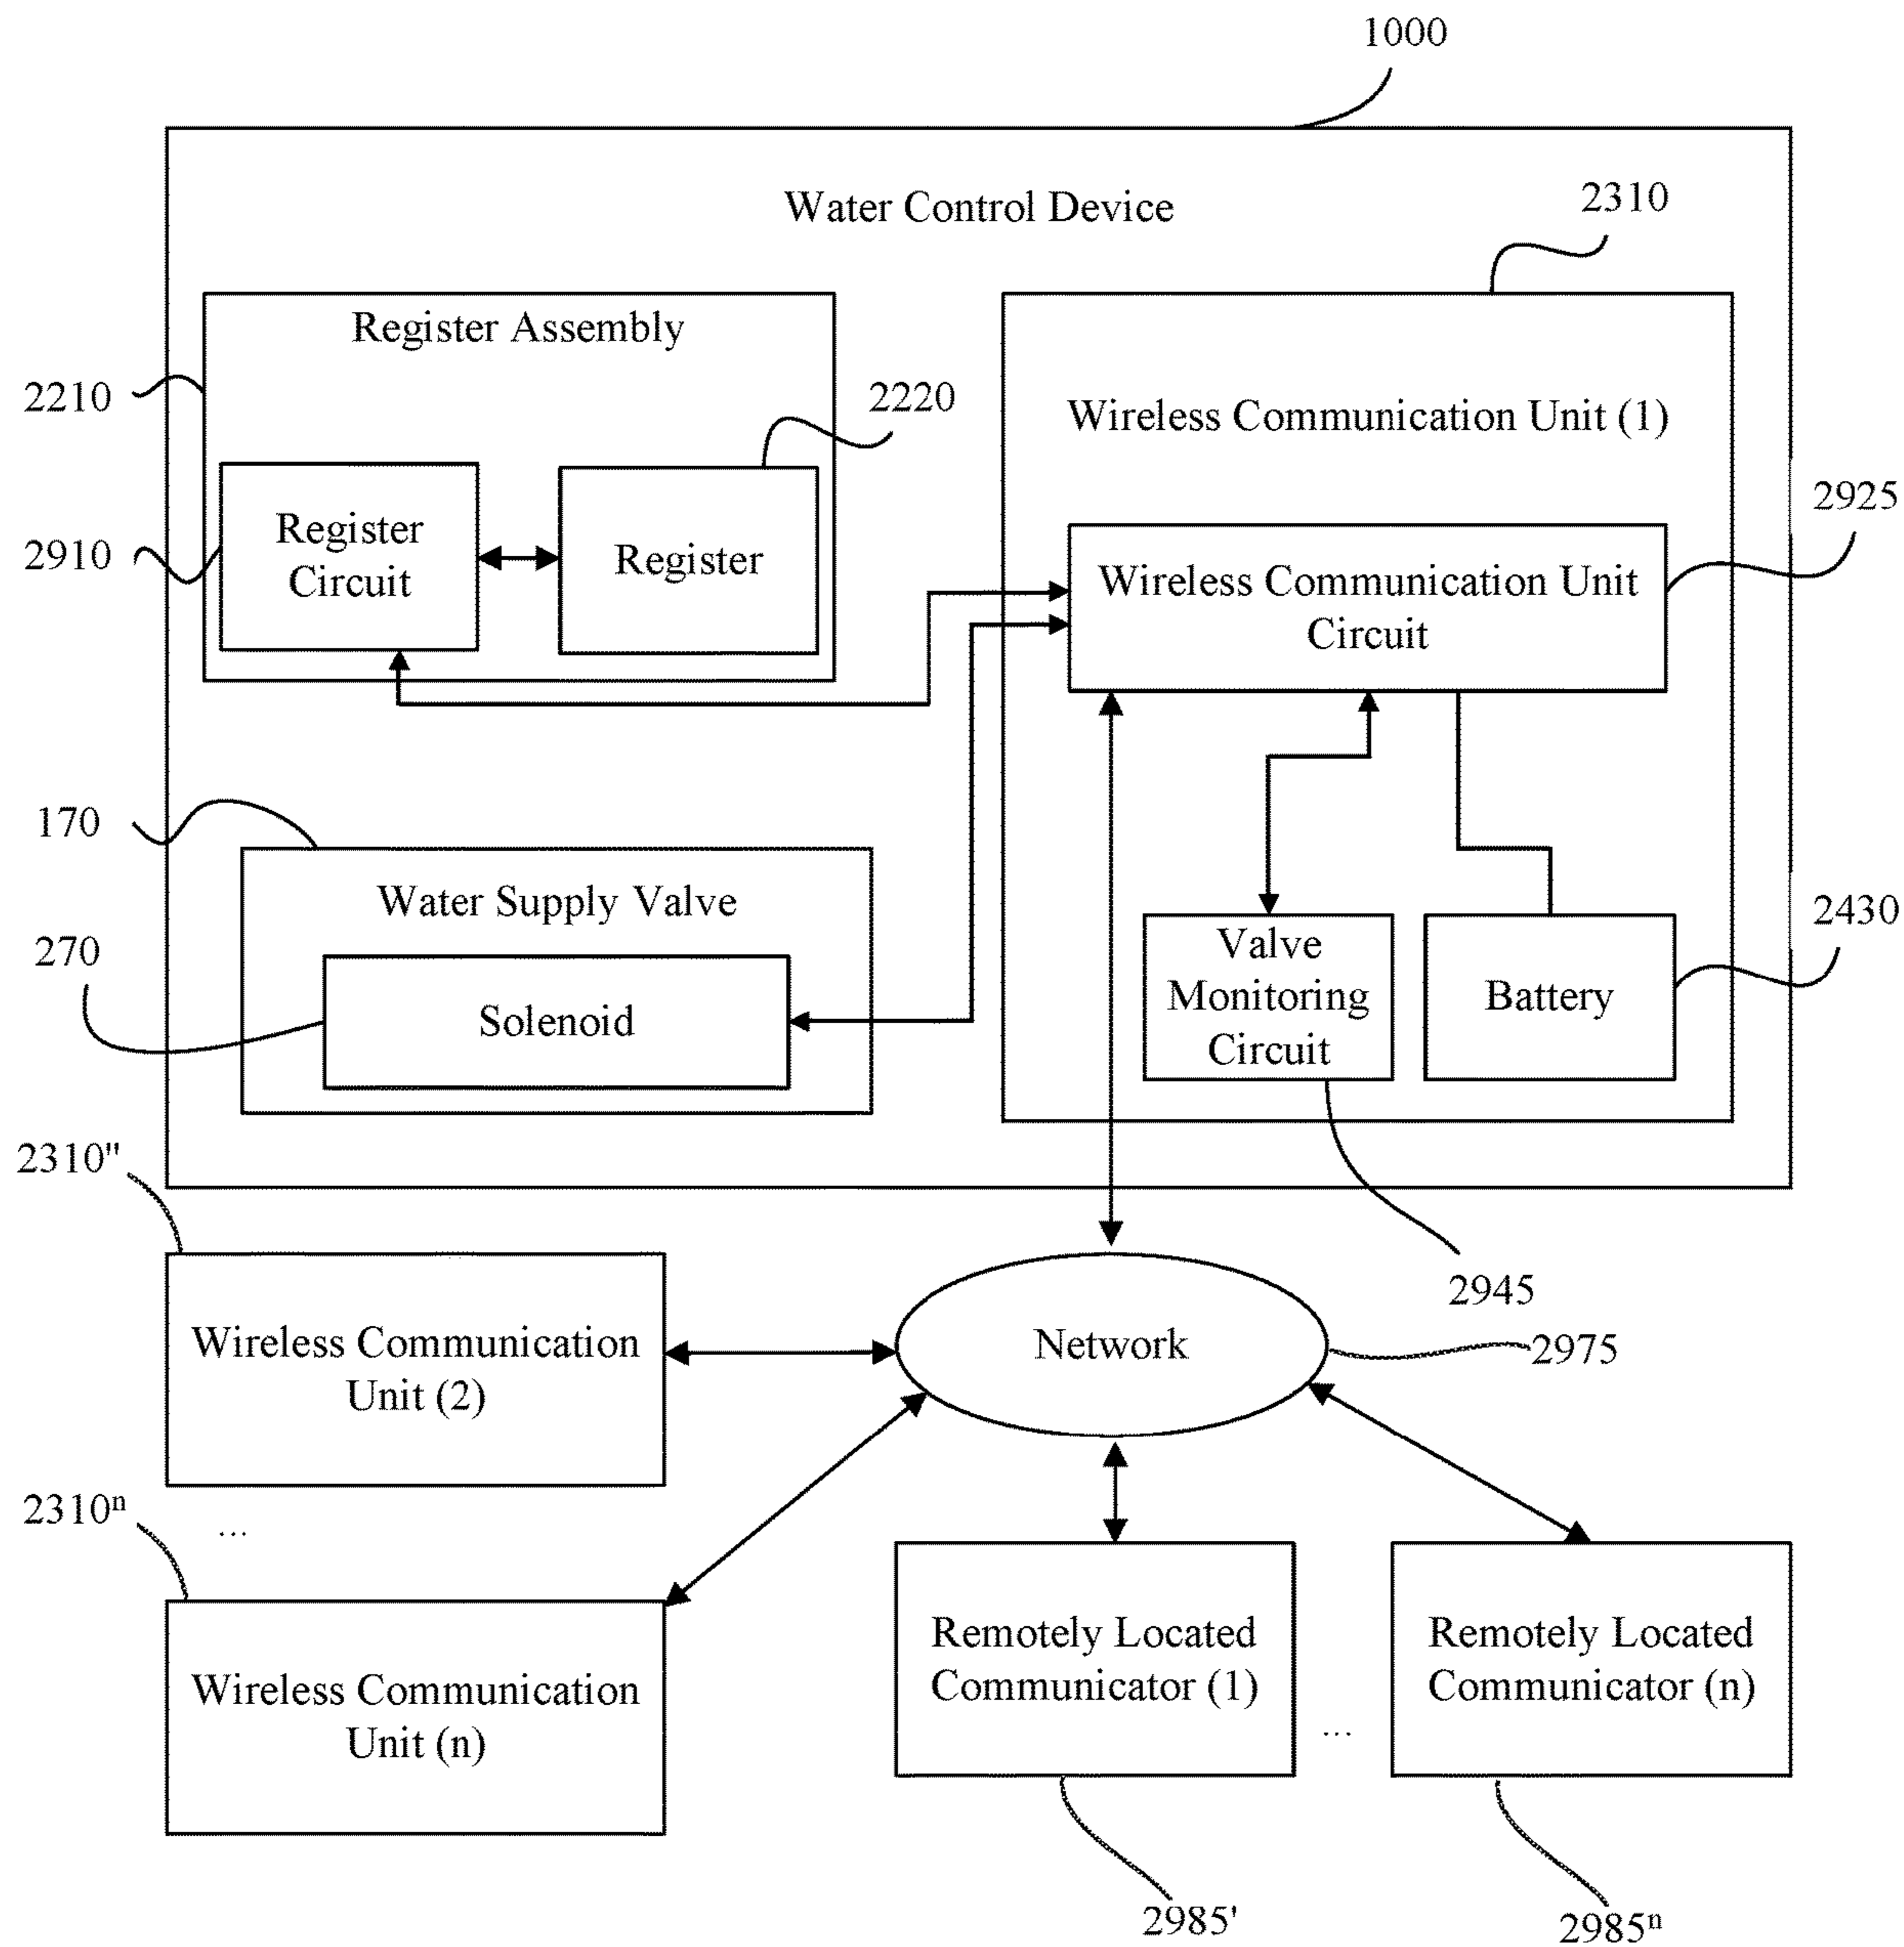 1000
Water Control Device
2310
Register Assembly
2210
2220
Wireless Communication Unit (1)
2925
Register
Circuit
2910
Register
Wireless Communication Unit
Circuit
170
Water Supply Valve
270
Solenoid
Valve
Monitoring
Circuit
Battery
2430
2310"
2945
Wireless Communication
Unit (2)
Network
2975
2310ⁿ
...
Wireless Communication
Unit (n)
Remotely Located
Communicator (1)
...
Remotely Located
Communicator (n)
2985'
2985ⁿ